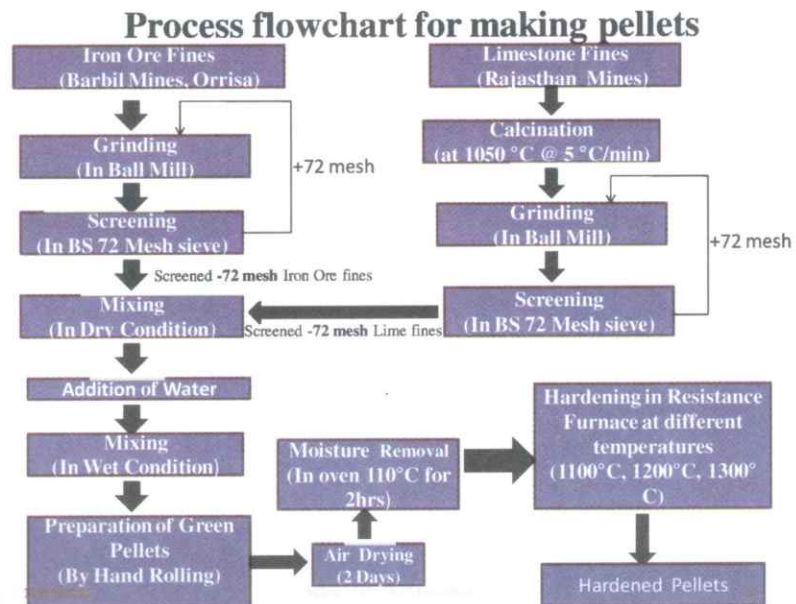 Process flowchart for making pellets
Iron Ore Fines
(Barbil Mines, Orrisa)
Grinding
(In Ball Mill)
+72 mesh
Screening
(In BS 72 Mesh sieve)
Screened -72 mesh Iron Ore fines
Limestone Fines
(Rajasthan Mines)
Calcination
(at 1050 °C @ 5 °C/min)
Grinding
(In Ball Mill)
+72 mesh
Screening
(In BS 72 Mesh sieve)
Screened -72 mesh Lime fines
Mixing
(In Dry Condition)
Addition of Water
Mixing
(In Wet Condition)
Preparation of Green
Pellets
(By Hand Rolling)
Air Drying
(2 Days)
Moisture Removal
(In oven 110°C for
2hrs)
Hardening in Resistance
Furnace at different
temperatures
(1100°C, 1200°C, 1300°
C)
Hardened Pellets